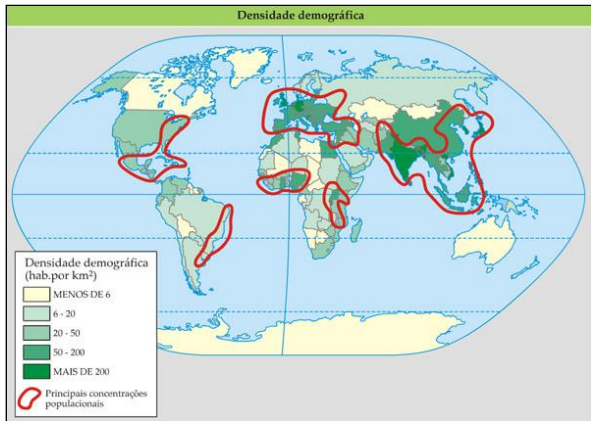 Densidade demográfica
Densidade demográfica
(hab.por km²)
MENOS DE 6
6 - 20
20 - 50
50 - 200
MAIS DE 200
Principais concentrações
populacionais